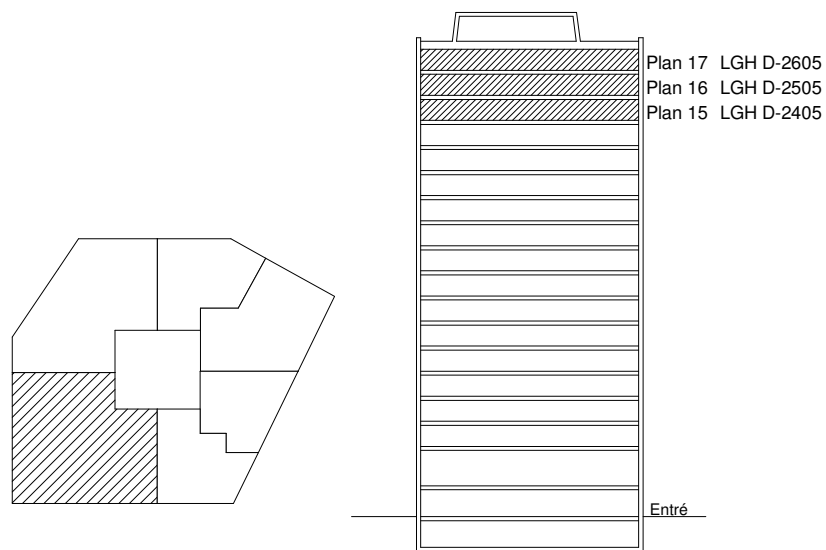 Plan 17 LGH D-2605
Plan 16 LGH D-2505
Plan 15 LGH D-2405
Entré